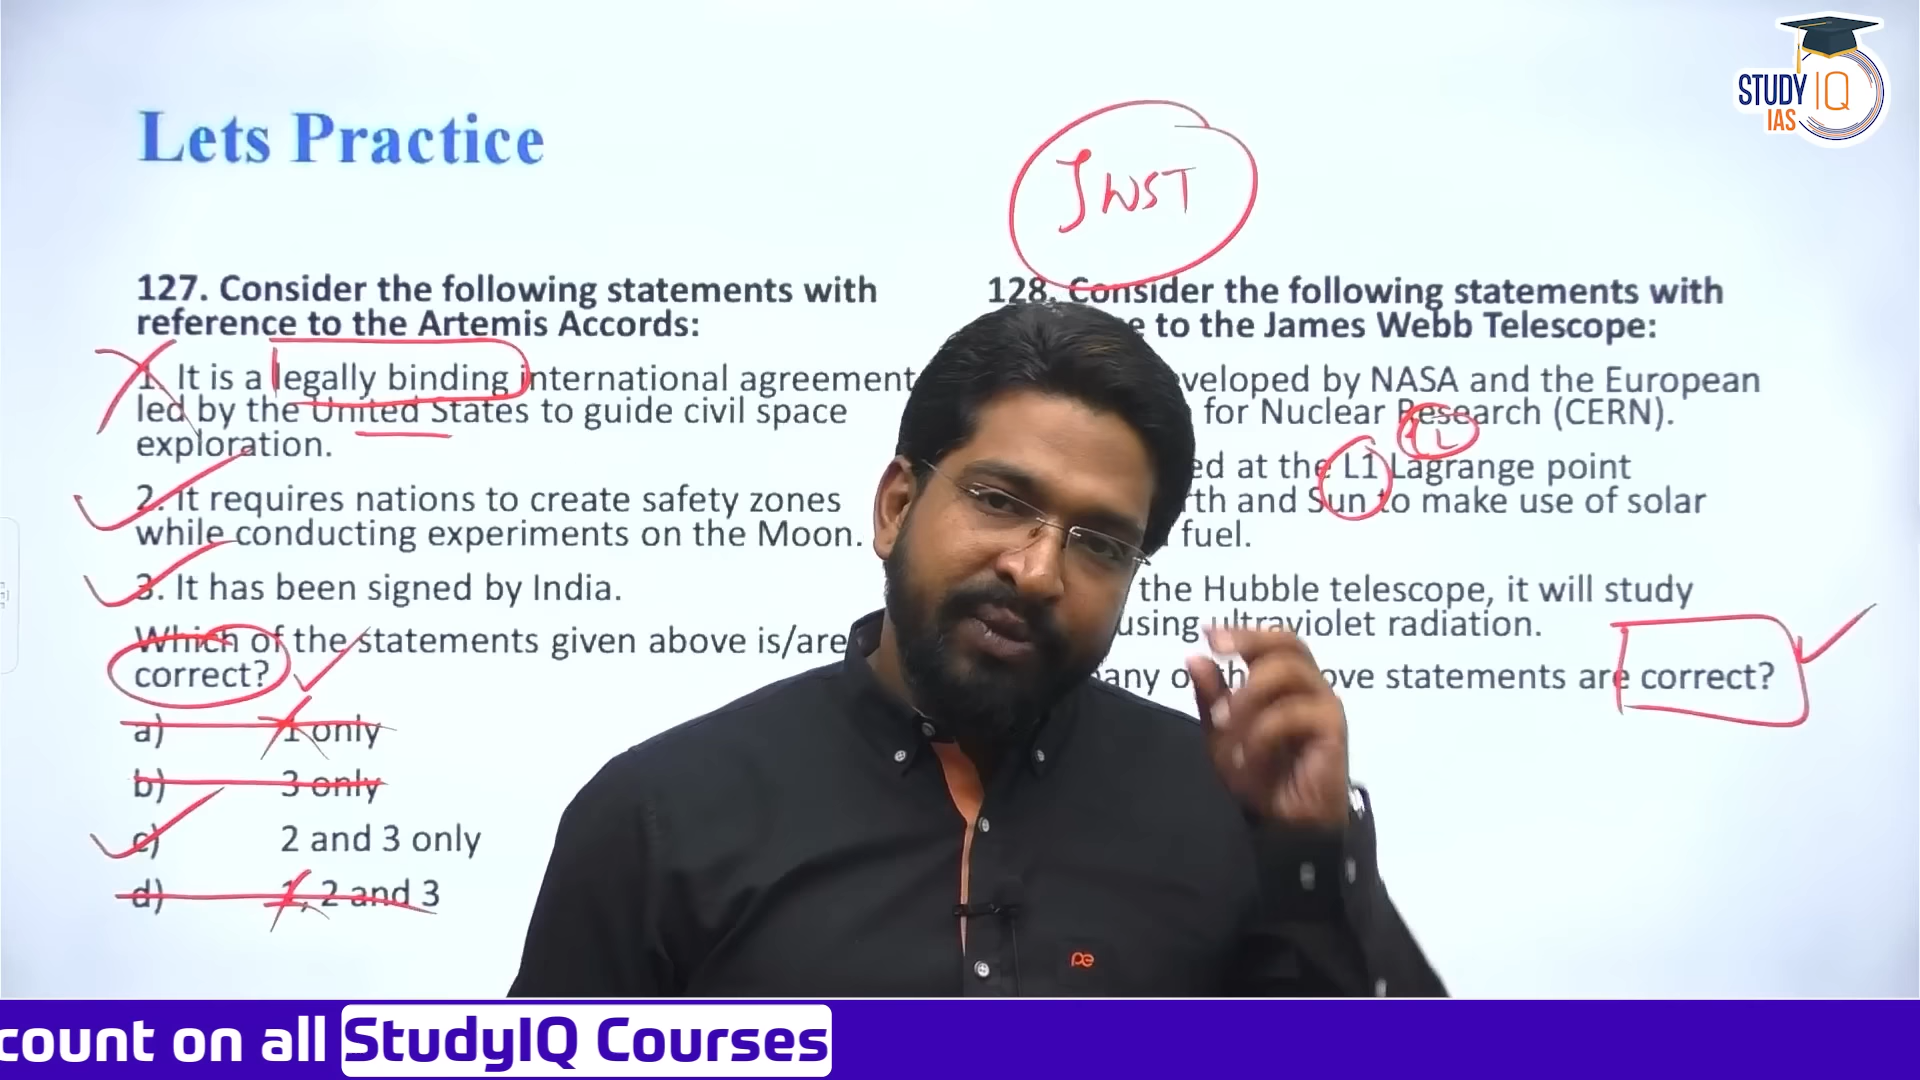 STUDY IQ
IAS
Lets Practice
JWST
127. Consider the following statements with
reference to the Artemis Accords:
1. It is a legally binding international agreement
led by the United States to guide civil space
exploration.
2. It requires nations to create safety zones
while conducting experiments on the Moon.
3. It has been signed by India.
Which of the statements given above is/are
correct?
a) 1 only
b) 3 only
c) 2 and 3 only
d) 1, 2 and 3
128. Consider the following statements with
to the James Webb Telescope:
NASA and the European
for Nuclear Research (CERN).
at the L1 Lagrange point
and Sun to make use of solar
fuel.
the Hubble telescope, it will study
using ultraviolet radiation.
statements are correct?
pe
count on all StudyIQ Courses